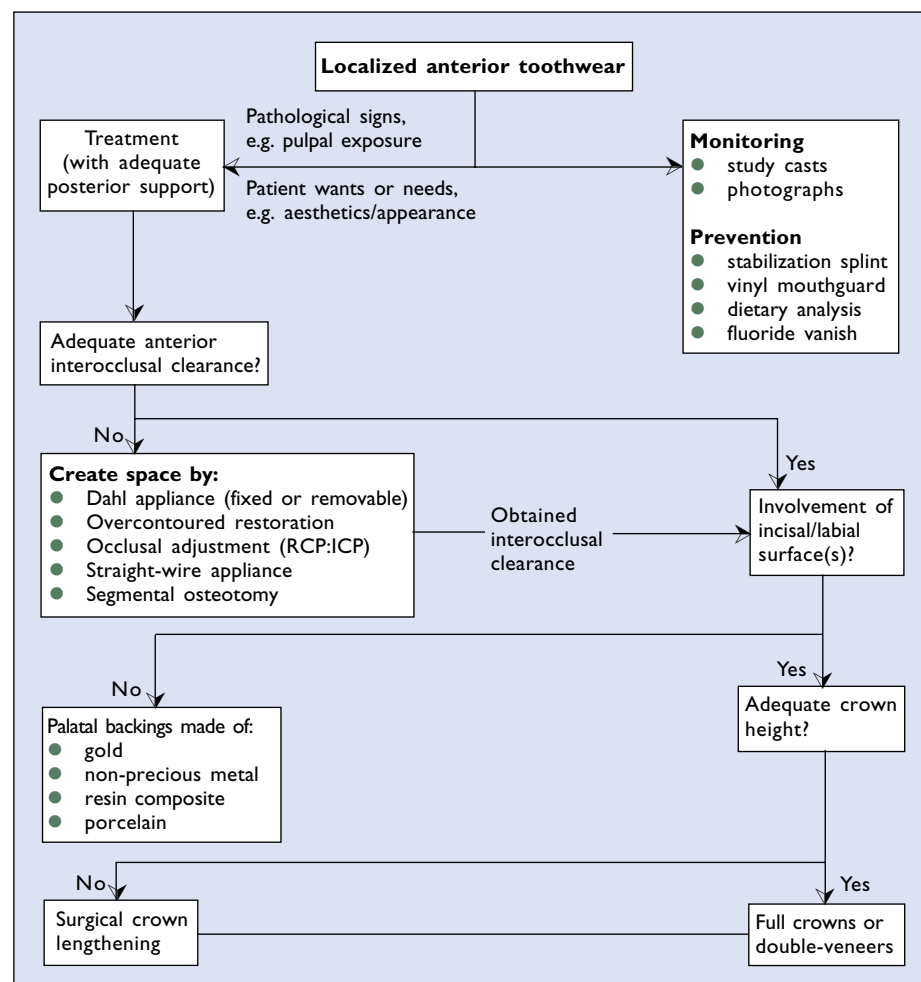 Localized anterior toothwear
Pathological signs,
e.g. pulpal exposure
Treatment
(with adequate
posterior support)
Patient wants or needs,
e.g. aesthetics/appearance
Monitoring
study casts
photographs
Prevention
stabilization splint
vinyl mouthguard
dietary analysis
fluoride vanish
Adequate anterior
interocclusal clearance?
No
Yes
Create space by:
Dahl appliance (fixed or removable)
Overcontoured restoration
Occlusal adjustment (RCP:ICP)
Straight-wire appliance
Segmental osteotomy
Obtained
interocclusal
clearance
Involvement of
incisal/labial
surface(s)?
No
Yes
Palatal backings made of:
gold
non-precious metal
resin composite
porcelain
Adequate crown
height?
No
Yes
Surgical crown
lengthening
Full crowns or
double-veneers